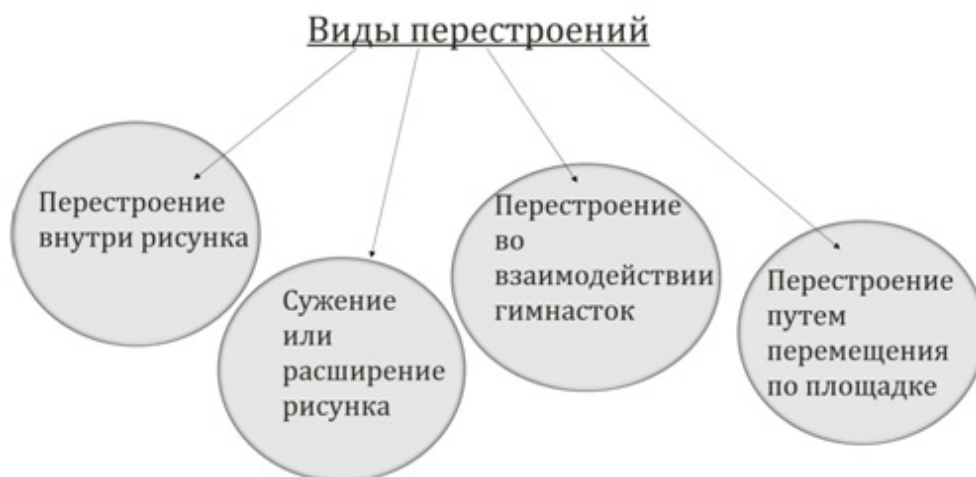 Виды перестроений
Перестроение
внутри рисунка
Сужение
или
расширение
рисунка
Перестроение
во
взаимодействии
гимнасток
Перестроение
путем
перемещения
по площадке